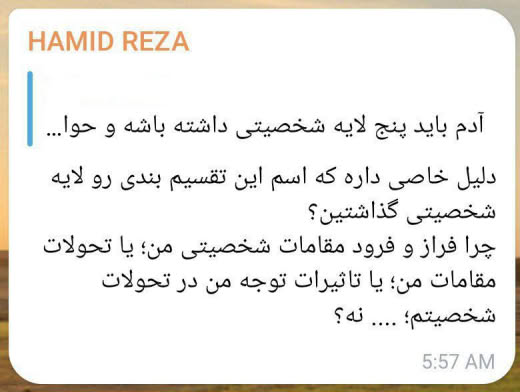 HAMID REZA
آدم باید پنج لایه شخصیتی داشته باشه و حوا...
دلیل خاصی داره که اسم این تقسیم بندی رو لایه
شخصیتی گذاشتین؟
چرا فراز و فرود مقامات شخصیتی من؛ یا تحولات
مقامات من؛ یا تاثیرات توجه من در تحولات
شخصیتم؛ .... نه؟
5:57 AM